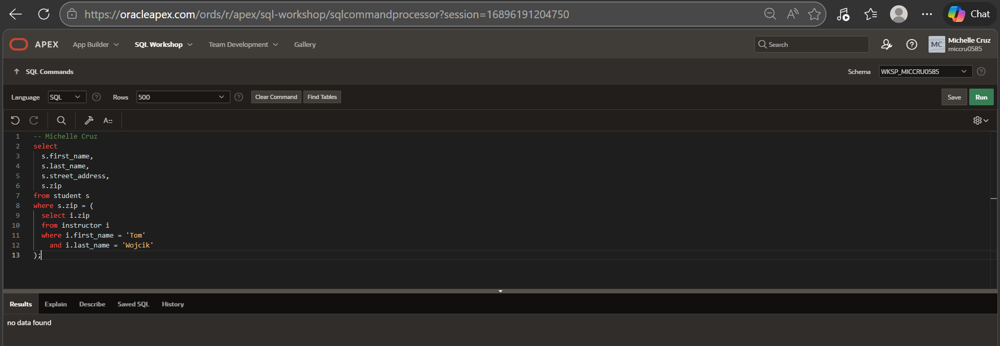 https://oracleapex.com/ords/r/apex/sql-workshop/sqlcommandprocessor?session=16896191204750
Chat
APEX App Builder SQL Workshop Team Development Gallery
Search
MC
Michelle Cruz
miccru0585
SQL Commands
Schema WKSP_MICCRU0585
Language SQL Rows 500 Clear Command Find Tables Save Run
1 -- Michelle Cruz
2 select
3 s.first_name,
4 s.last_name,
5 s.street_address,
6 s.zip
7 from student s
8 where s.zip = (
9 select i.zip
10 from instructor i
11 where i.first_name = 'Tom'
12 and i.last_name = 'Wojcik'
13 );
Results Explain Describe Saved SQL History
no data found